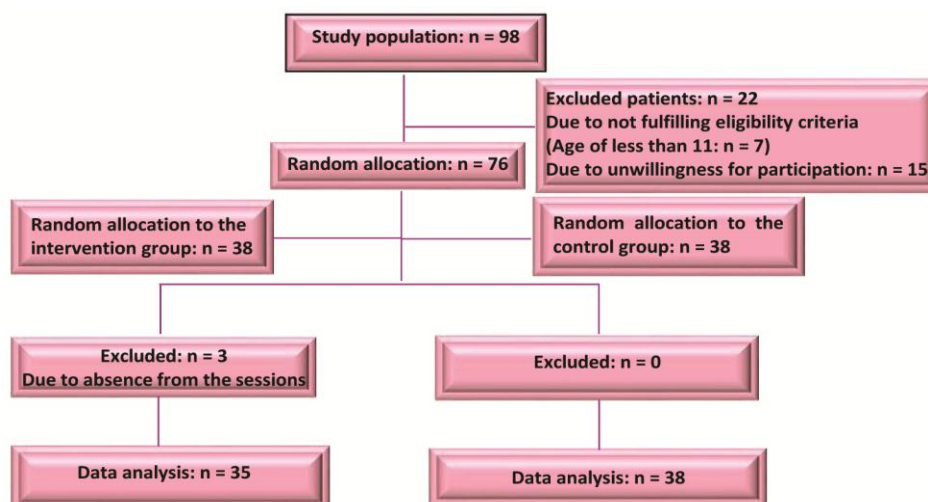 Study population: n = 98
Excluded patients: n = 22
Due to not fulfilling eligibility criteria
(Age of less than 11: n = 7)
Due to unwillingness for participation: n = 15
Random allocation: n = 76
Random allocation to the
intervention group: n = 38
Random allocation to the
control group: n = 38
Excluded: n = 3
Due to absence from the sessions
Excluded: n = 0
Data analysis: n = 35
Data analysis: n = 38